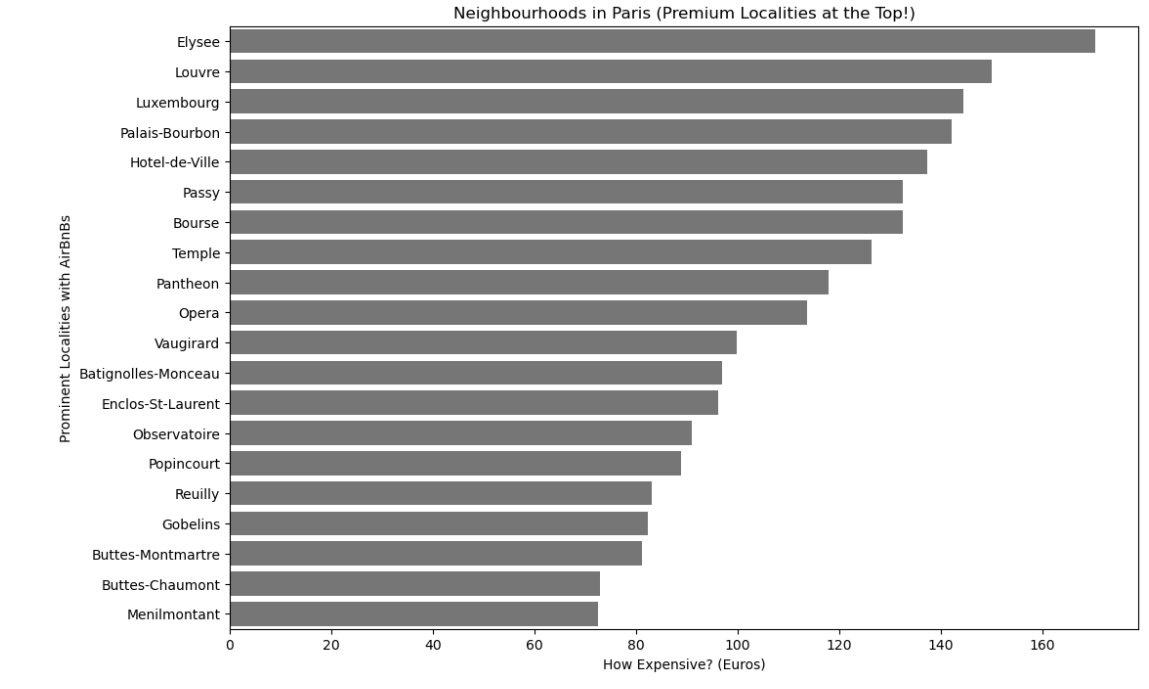 Neighbourhoods in Paris (Premium Localities at the Top!)
Prominent Localities with AirBnBs
Elysee
Louvre
Luxembourg
Palais-Bourbon
Hotel-de-Ville
Passy
Bourse
Temple
Pantheon
Opera
Vaugirard
Batignolles-Monceau
Enclos-St-Laurent
Observatoire
Popincourt
Reuilly
Gobelins
Buttes-Montmartre
Buttes-Chaumont
Menilmontant
0 20 40 60 80 100 120 140 160
How Expensive? (Euros)